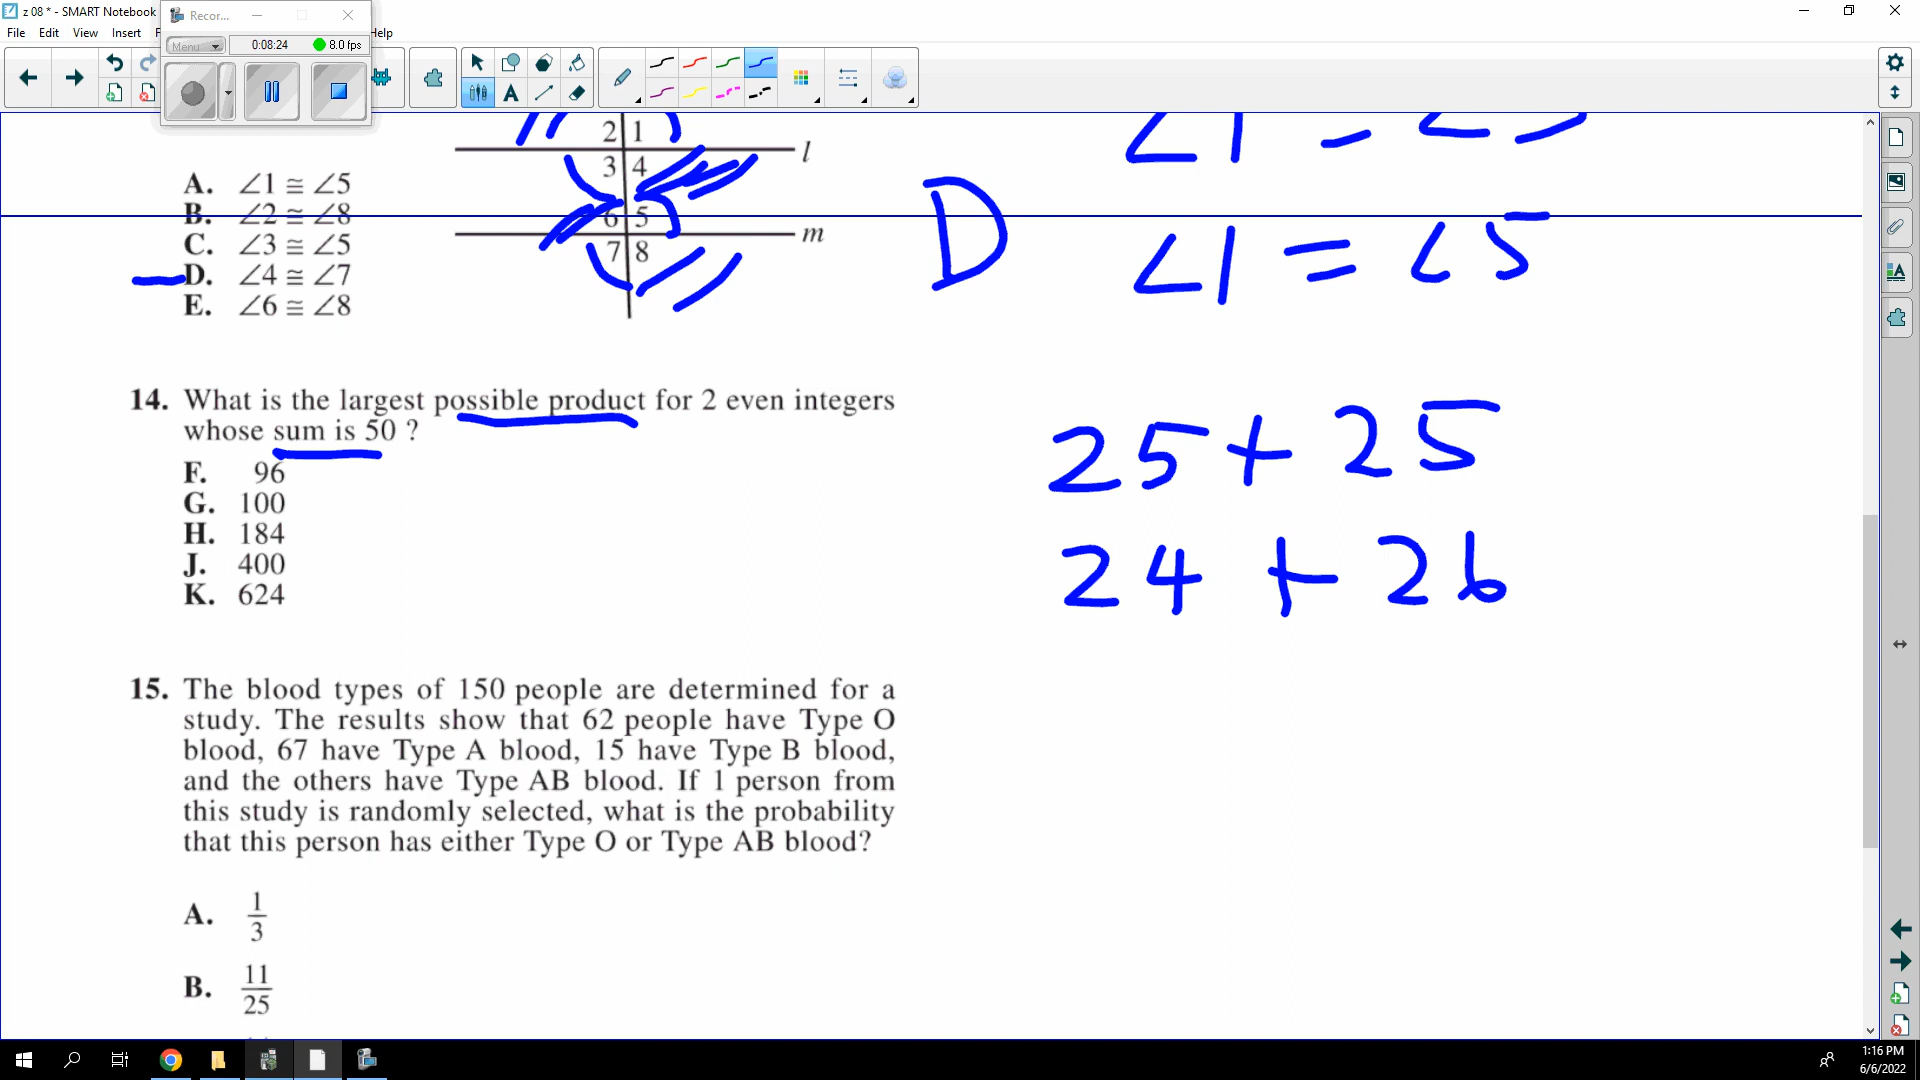 z 08 * - SMART Notebook
Recor...
File Edit View Insert F
Help
Menu
0:08:24
8.0 fps
∠1 = ∠5
2 1
l
3 4
A. ∠1 ≅ ∠5
B. ∠2 ≅ ∠8
6 5
m
C. ∠3 ≅ ∠5
7 8
D. ∠4 ≅ ∠7
E. ∠6 ≅ ∠8
D
∠1 = ∠5
14. What is the largest possible product for 2 even integers
whose sum is 50 ?
F. 96
G. 100
H. 184
J. 400
K. 624
25 + 25
24 + 26
15. The blood types of 150 people are determined for a
study. The results show that 62 people have Type O
blood, 67 have Type A blood, 15 have Type B blood,
and the others have Type AB blood. If 1 person from
this study is randomly selected, what is the probability
that this person has either Type O or Type AB blood?
A. 1/3
B. 11/25
1:16 PM
6/6/2022